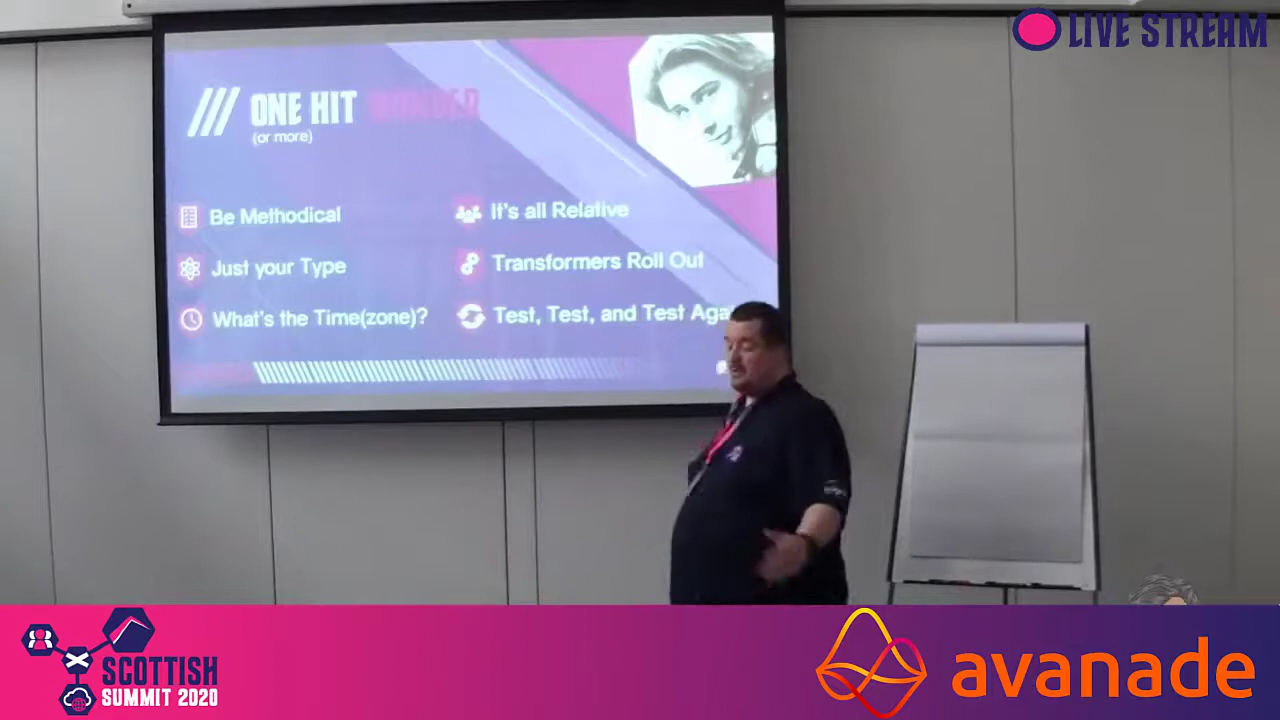 LIVE STREAM
ONE HIT WONDER
(or more)
Be Methodical
Just your Type
What's the Time(zone)?
It's all Relative
Transformers Roll Out
Test, Test, and Test Aga
SCOTTISH
SUMMIT 2020
avanade